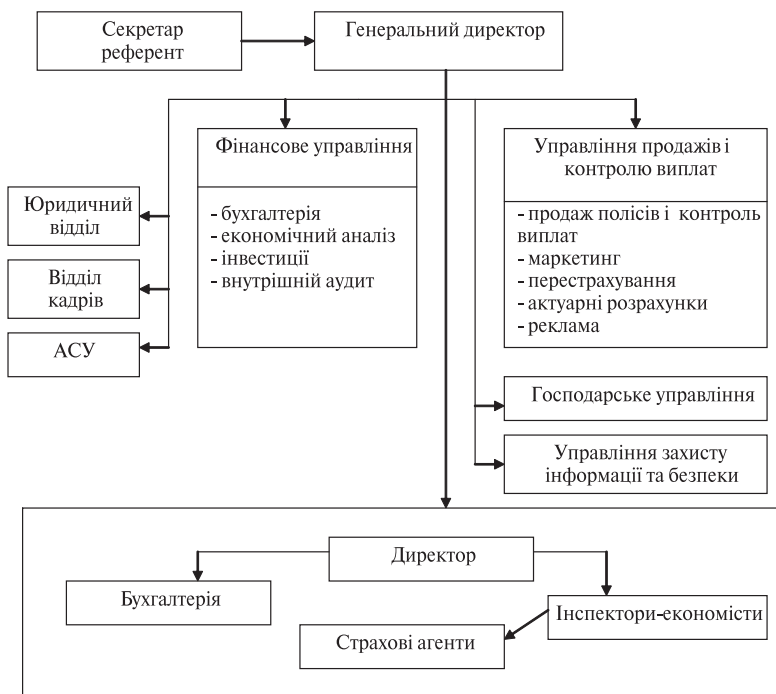 Секретар
референт
Генеральний директор
Фінансове управління
- бухгалтерія
- економічний аналіз
- інвестиції
- внутрішній аудит
Управління продажів і
контролю виплат
- продаж полісів і контроль
виплат
- маркетинг
- перестрахування
- актуарні розрахунки
- реклама
Юридичний
відділ
Відділ
кадрів
АСУ
Господарське управління
Управління захисту
інформації та безпеки
Директор
Бухгалтерія
Інспектори-економісти
Страхові агенти